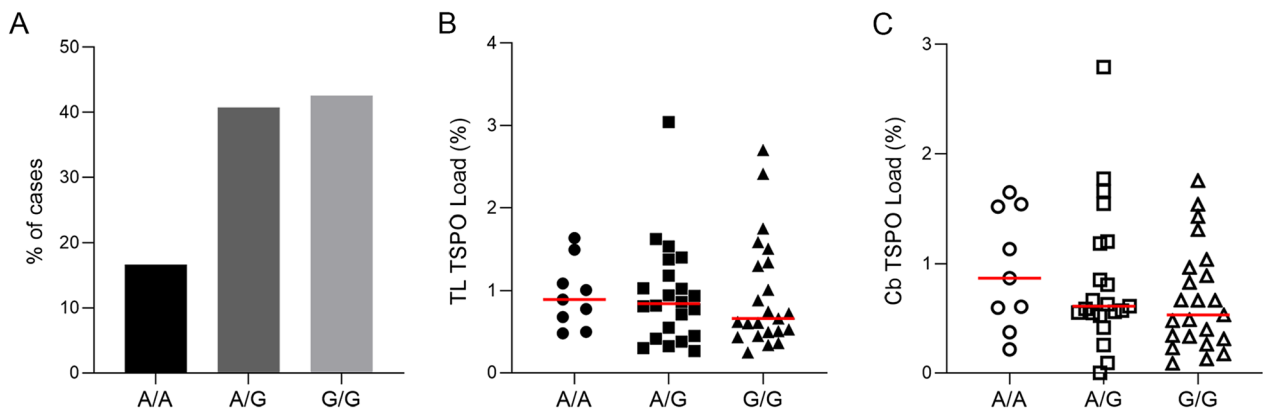 A
% of cases
50
40
30
20
10
0
A/A A/G G/G
B
TL TSPO Load (%)
4
3
2
1
0
A/A A/G G/G
C
Cb TSPO Load (%)
3
2
1
0
A/A A/G G/G